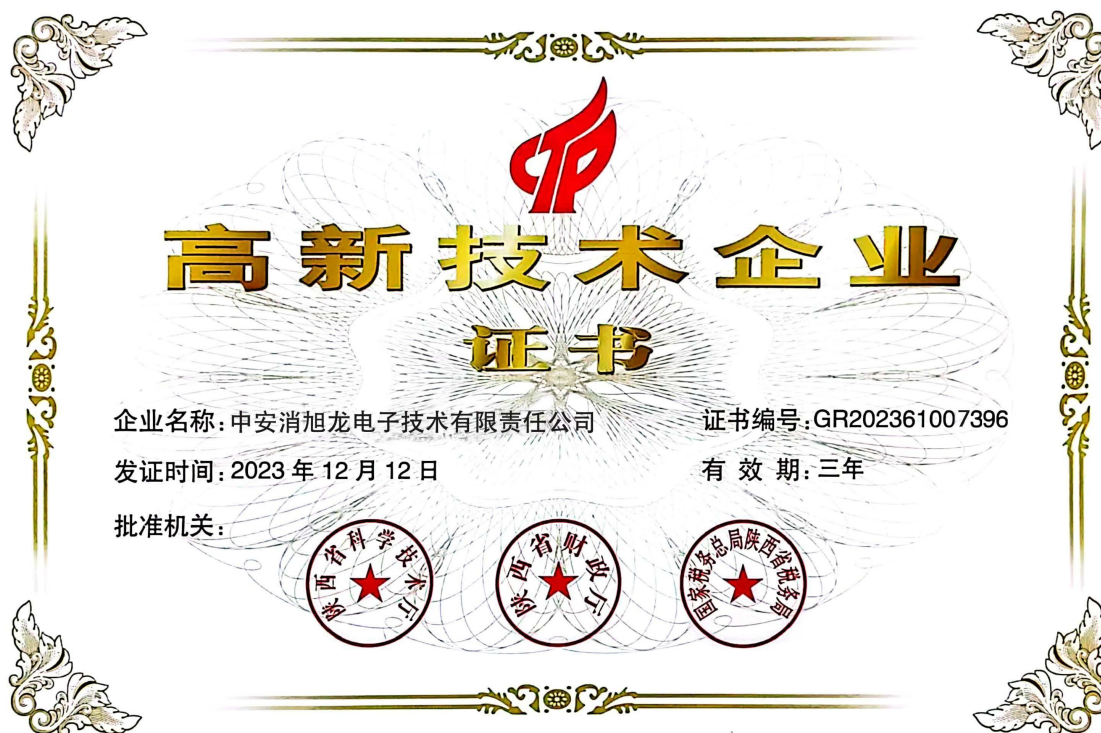 CTP
高新技术企业
证书
企业名称:中安消旭龙电子技术有限责任公司
证书编号:GR202361007396
发证时间:2023年12月12日
有 效 期:三年
批准机关:
陕西省科学技术厅
陕西省财政厅
国家税务总局陕西省税务局